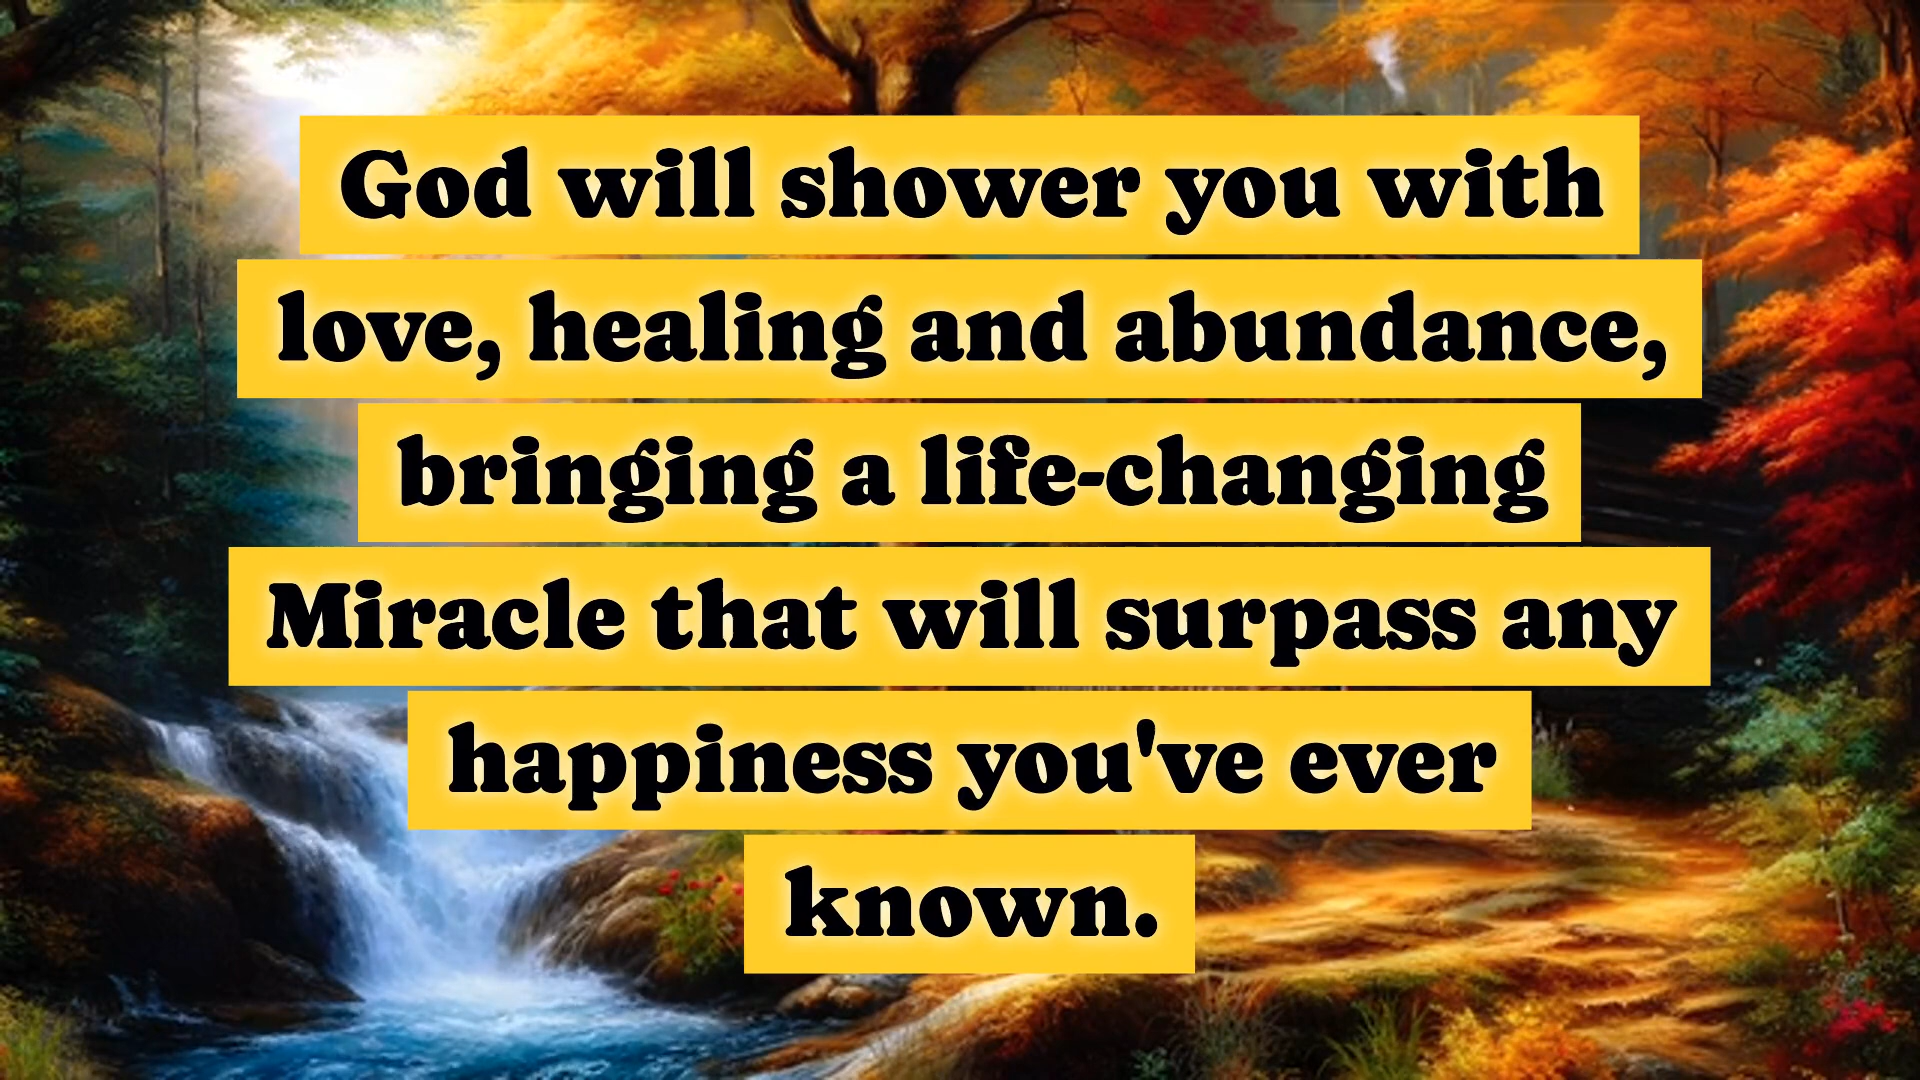 God will shower you with
love, healing and abundance,
bringing a life-changing
Miracle that will surpass any
happiness you've ever
known.